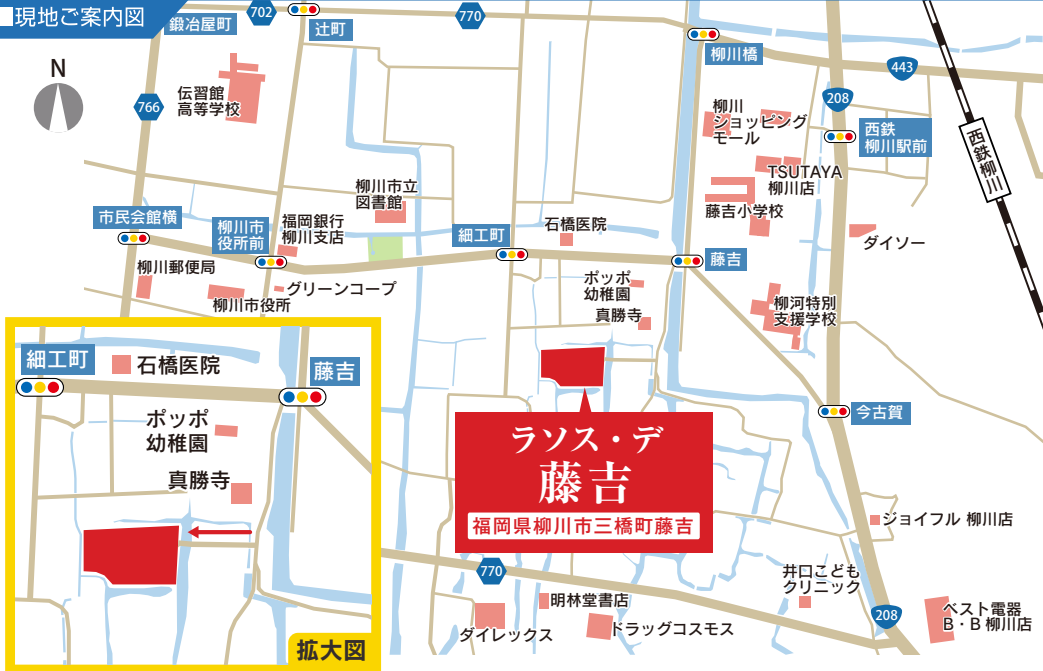 ■現地ご案内図
鍛冶屋町
702
辻町
770
柳川橋
443
N
766
伝習館
高等学校
208
柳川
ショッピング
モール
西鉄
柳川駅前
西鉄柳川
TSUTAYA
柳川店
柳川市立
図書館
藤吉小学校
市民会館横
柳川市
役所前
福岡銀行
柳川支店
細工町
石橋医院
藤吉
ダイソー
柳川郵便局
グリーンコープ
柳川市役所
ポッポ
幼稚園
真勝寺
柳河特別
支援学校
今古賀
ラソス・デ
藤吉
福岡県柳川市三橋町藤吉
細工町
石橋医院
藤吉
ポッポ
幼稚園
真勝寺
拡大図
ジョイフル 柳川店
770
井口こども
クリニック
明林堂書店
208
ダイレックス
ドラッグコスモス
ベスト電器
B・B 柳川店